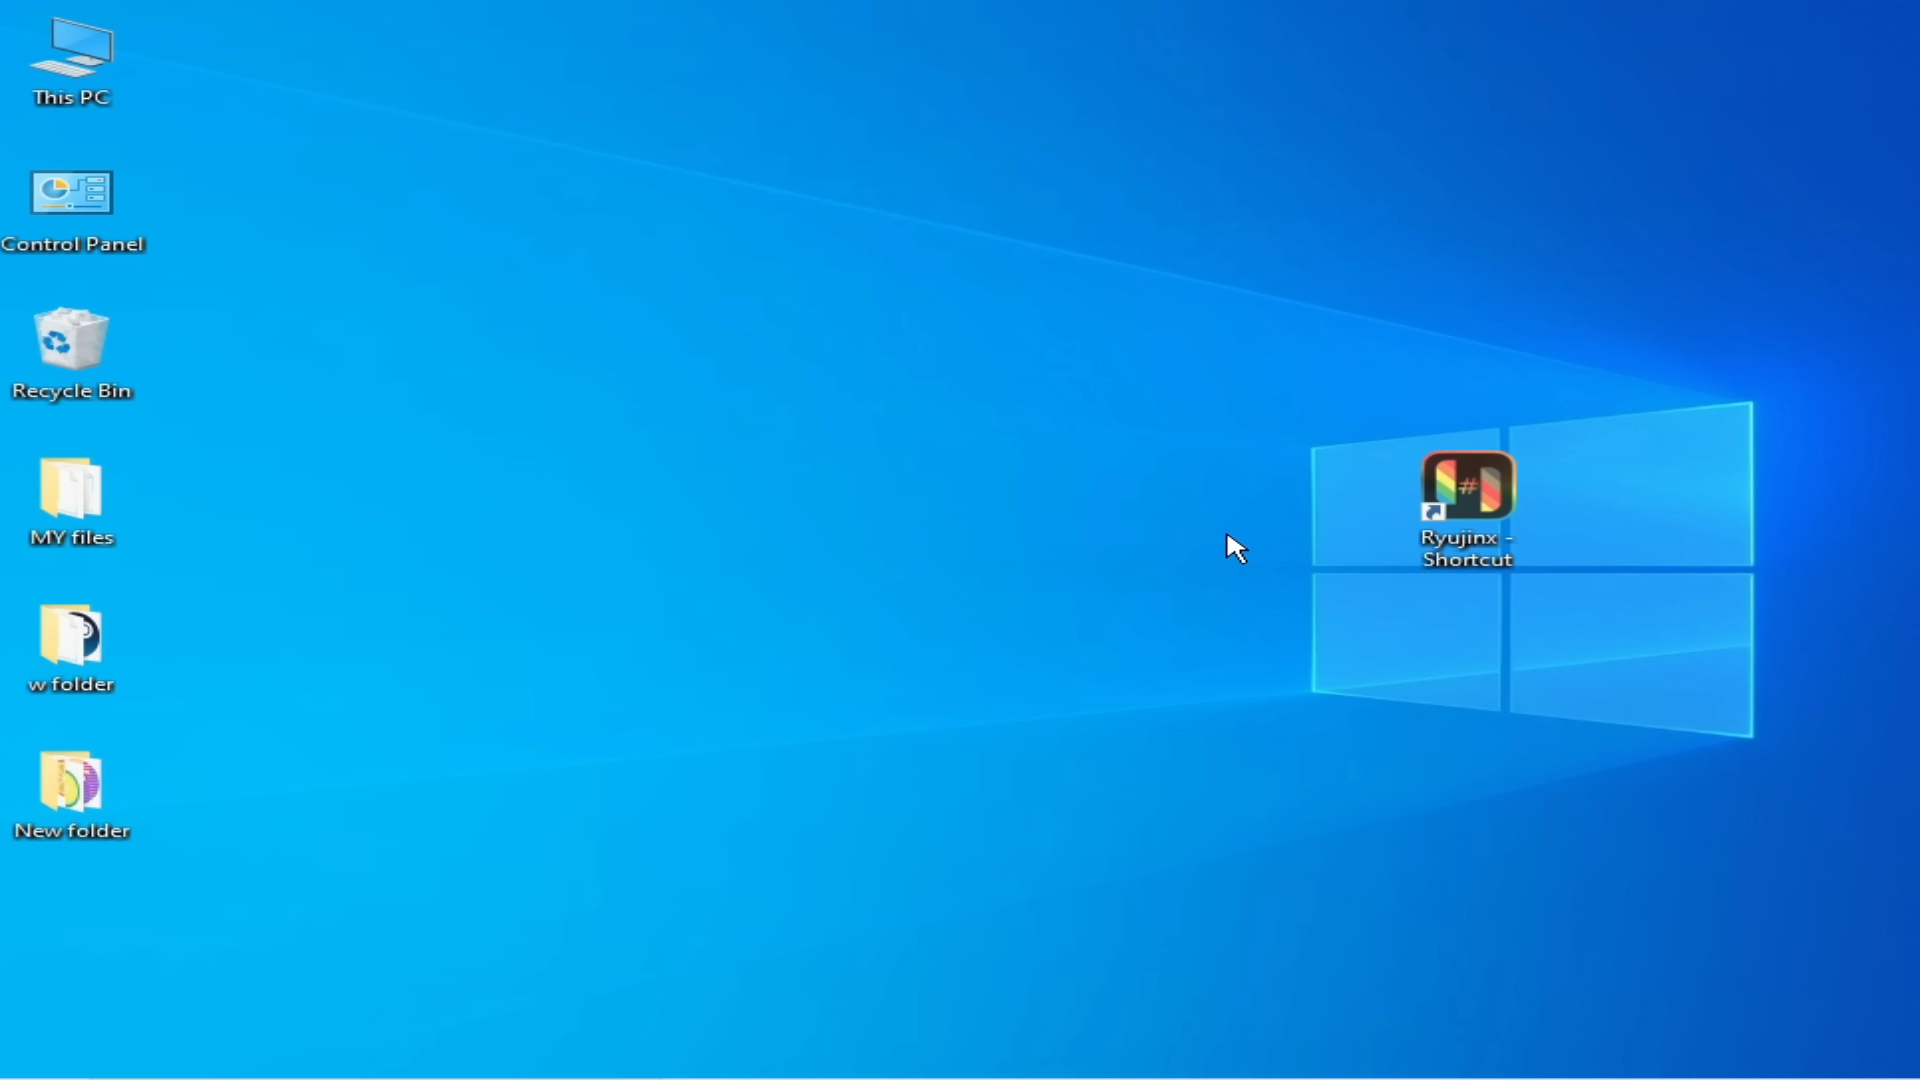 This PC
Control Panel
Recycle Bin
MY files
w folder
New folder
Ryujinx -
Shortcut